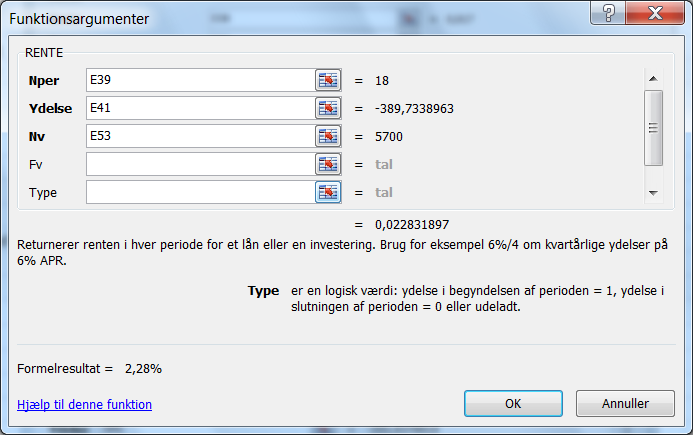 Funktionsargumenter
RENTE
Nper E39 = 18
Ydelse E41 = -389,7338963
Nv E53 = 5700
Fv = tal
Type = tal
= 0,022831897
Returnerer renten i hver periode for et lån eller en investering. Brug for eksempel 6%/4 om kvartårlige ydelser på
6% APR.
Type er en logisk værdi: ydelse i begyndelsen af perioden = 1, ydelse i
slutningen af perioden = 0 eller udeladt.
Formelresultat = 2,28%
Hjælp til denne funktion
OK
Annuller